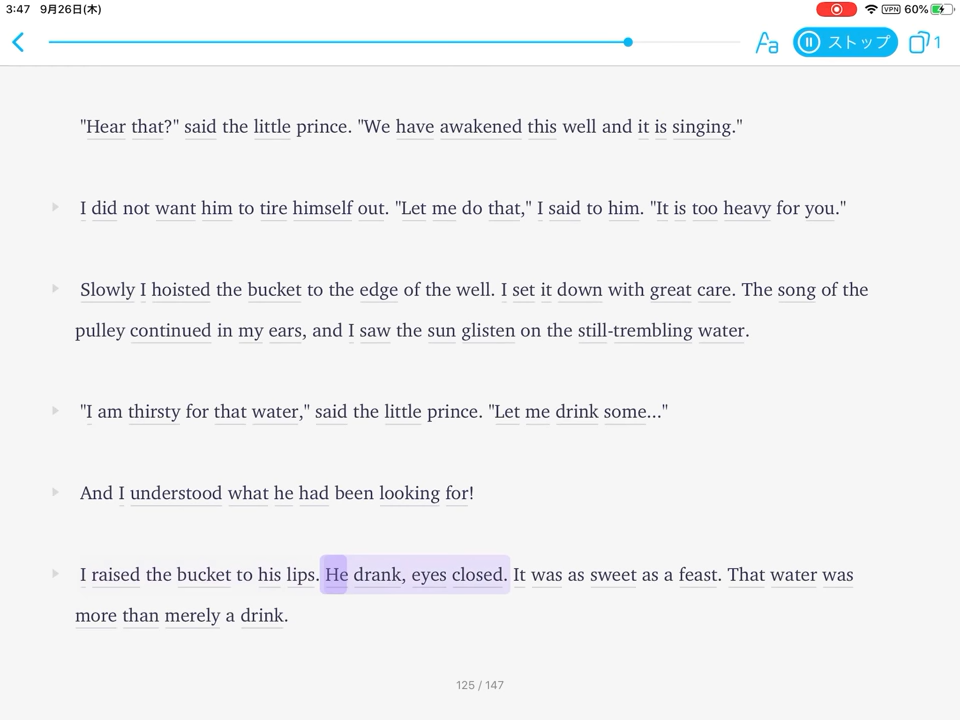 3:47 9月26日(木) VPN 60%
Aa ストップ 1
"Hear that?" said the little prince. "We have awakened this well and it is singing."
I did not want him to tire himself out. "Let me do that," I said to him. "It is too heavy for you."
Slowly I hoisted the bucket to the edge of the well. I set it down with great care. The song of the
pulley continued in my ears, and I saw the sun glisten on the still-trembling water.
"I am thirsty for that water," said the little prince. "Let me drink some..."
And I understood what he had been looking for!
I raised the bucket to his lips. He drank, eyes closed. It was as sweet as a feast. That water was
more than merely a drink.
125 / 147